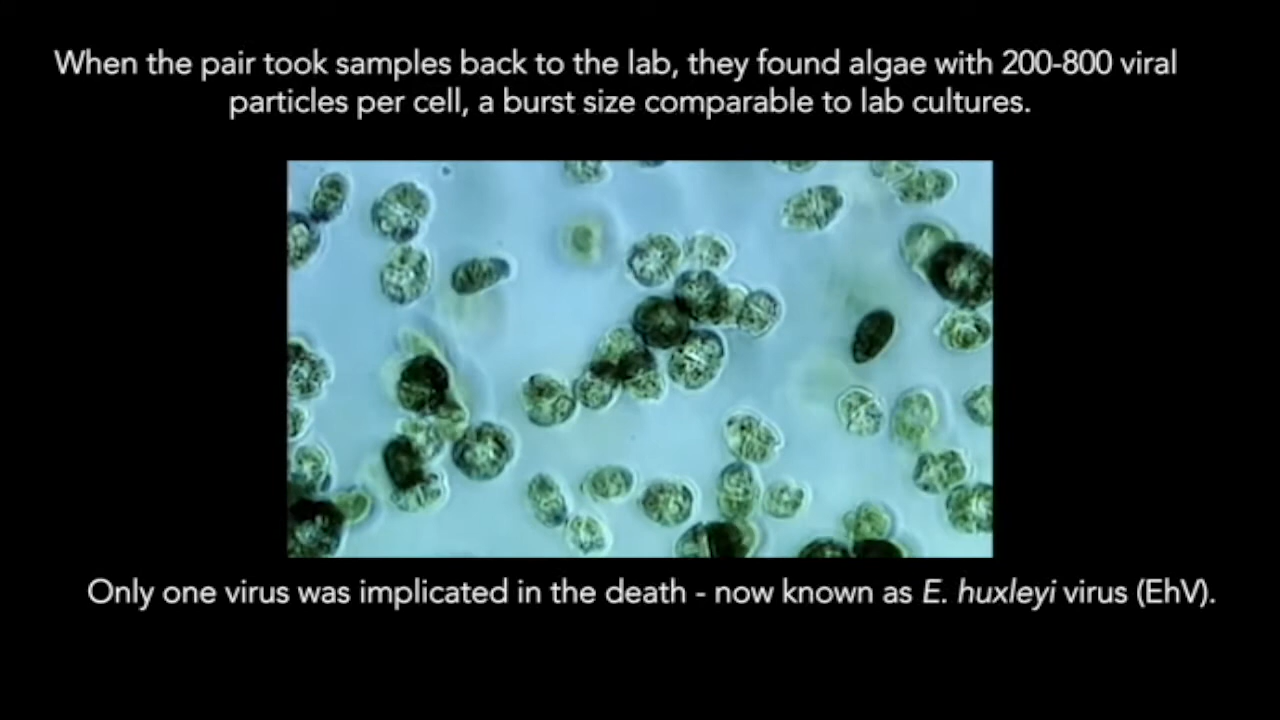 When the pair took samples back to the lab, they found algae with 200-800 viral
particles per cell, a burst size comparable to lab cultures.
Only one virus was implicated in the death - now known as E. huxleyi virus (EhV).